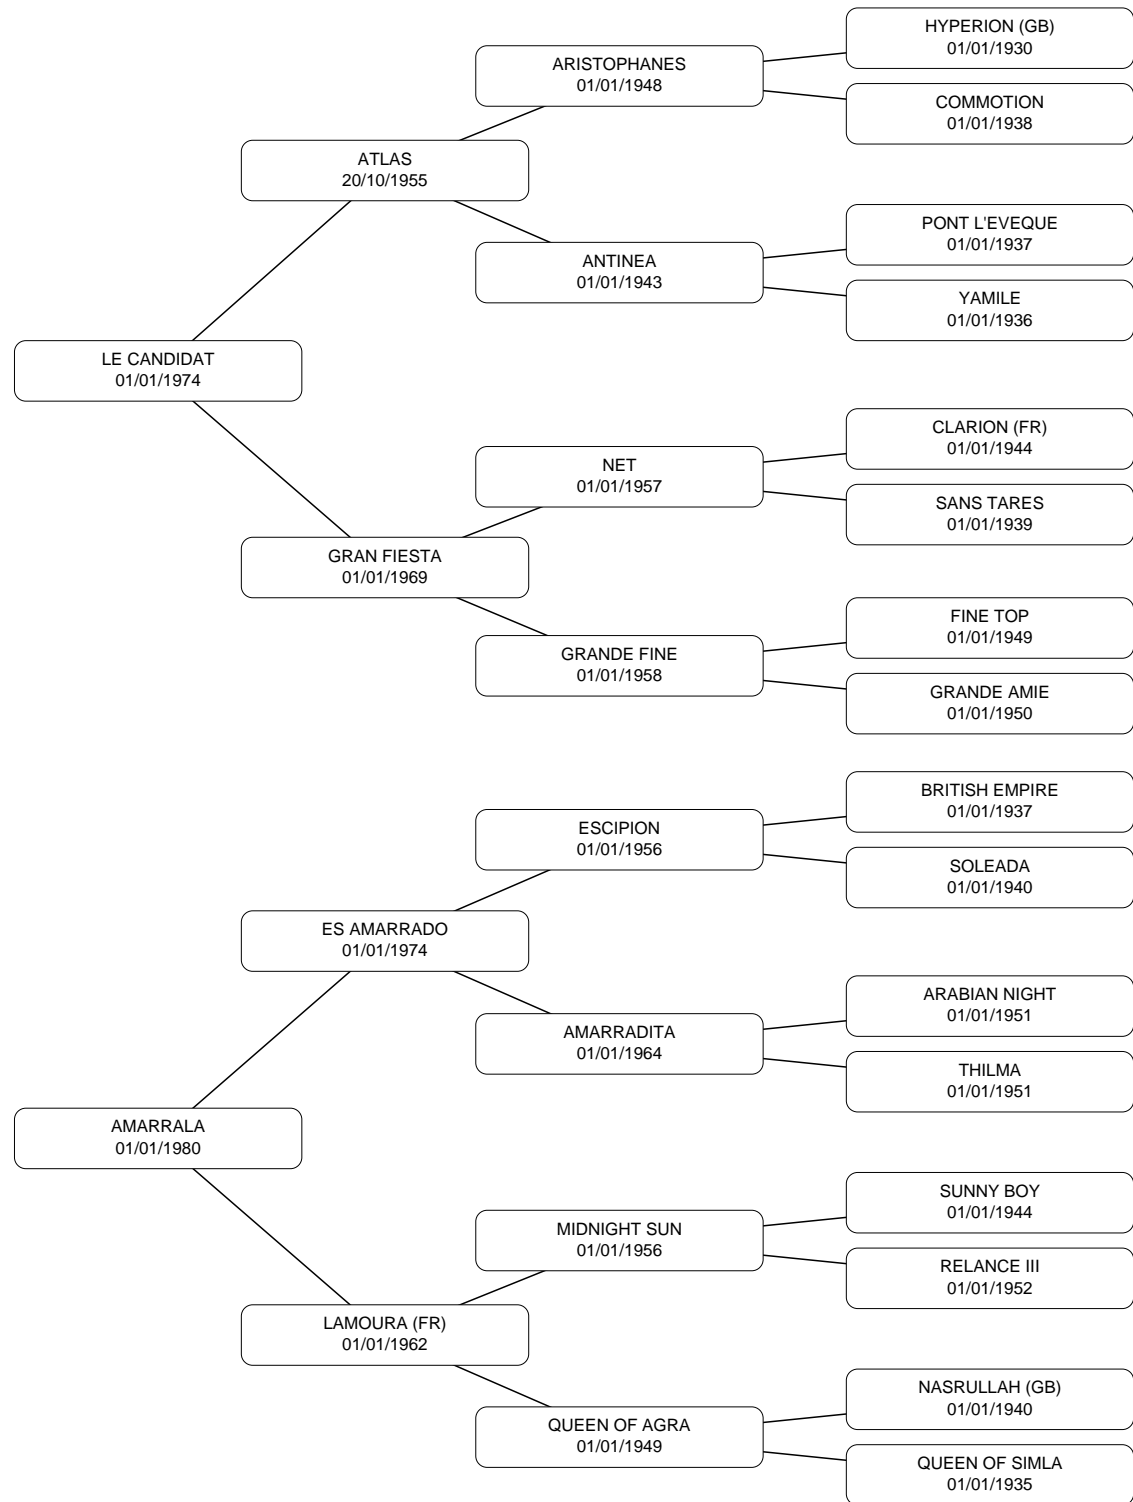 HYPERION (GB)
01/01/1930
ARISTOPHANES
01/01/1948
COMMOTION
01/01/1938
ATLAS
20/10/1955
PONT L'EVEQUE
01/01/1937
ANTINEA
01/01/1943
YAMILE
01/01/1936
LE CANDIDAT
01/01/1974
CLARION (FR)
01/01/1944
NET
01/01/1957
SANS TARES
01/01/1939
GRAN FIESTA
01/01/1969
FINE TOP
01/01/1949
GRANDE FINE
01/01/1958
GRANDE AMIE
01/01/1950
BRITISH EMPIRE
01/01/1937
ESCIPION
01/01/1956
SOLEADA
01/01/1940
ES AMARRADO
01/01/1974
ARABIAN NIGHT
01/01/1951
AMARRADITA
01/01/1964
THILMA
01/01/1951
AMARRALA
01/01/1980
SUNNY BOY
01/01/1944
MIDNIGHT SUN
01/01/1956
RELANCE III
01/01/1952
LAMOURA (FR)
01/01/1962
NASRULLAH (GB)
01/01/1940
QUEEN OF AGRA
01/01/1949
QUEEN OF SIMLA
01/01/1935